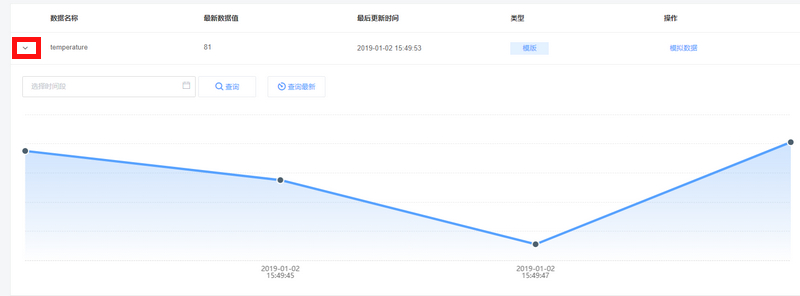 数据名称 最新数据值 最后更新时间 类型 操作
temperature 81 2019-01-02 15:49:53 模版 模拟数据
选择时间段 查询 查询最新
2019-01-02 2019-01-02
15:49:45 15:49:47